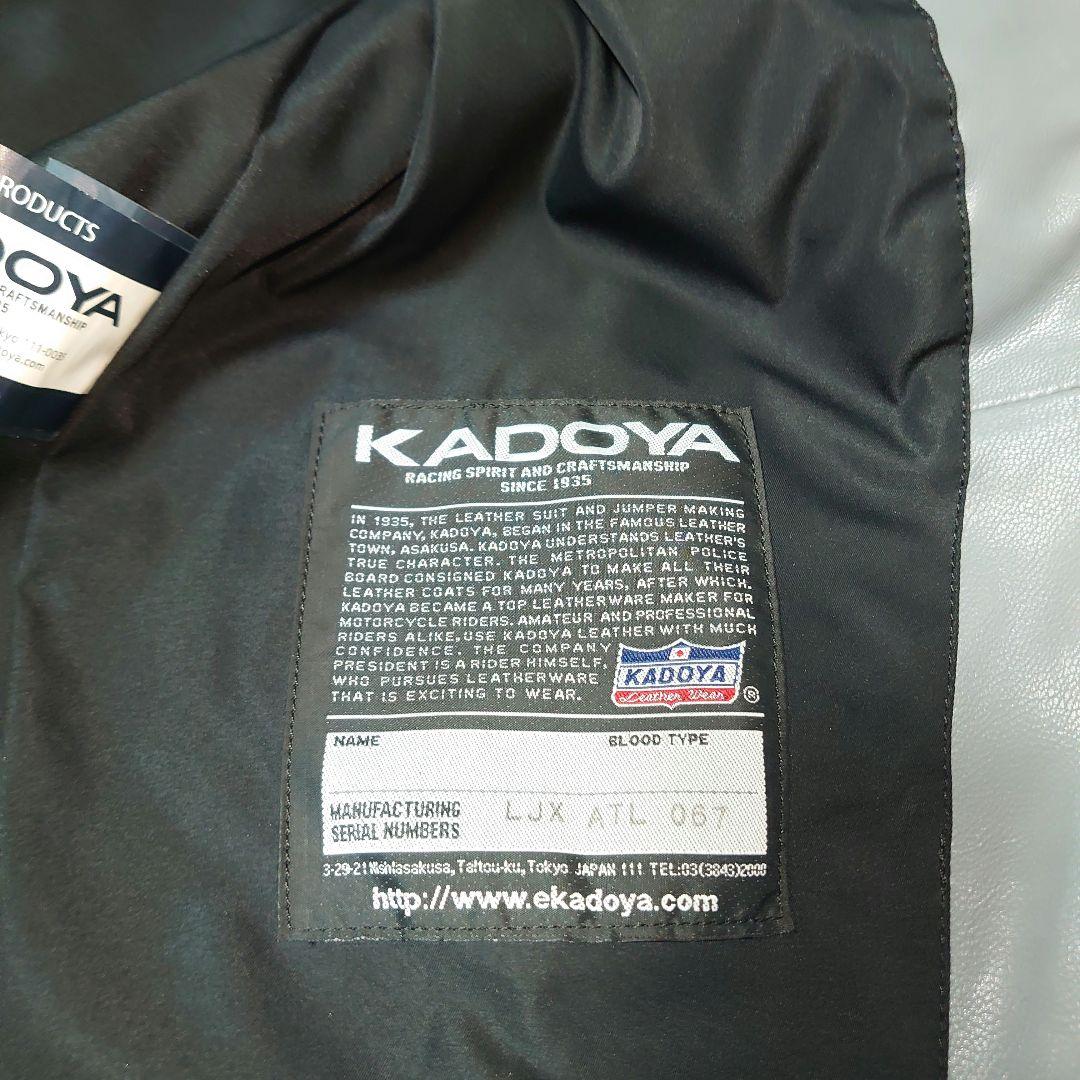 PRODUCTS
DOYA
CRAFTSMANSHIP
111-0035
KADOYA
RACING SPIRIT AND CRAFTSMANSHIP
SINCE 1935
IN 1935, THE LEATHER SUIT AND JUMPER MAKING
COMPANY, KADOYA, BEGAN IN THE FAMOUS LEATHER
TOWN, ASAKUSA. KADOYA UNDERSTANDS LEATHER'S
TRUE CHARACTER. THE METROPOLITAN POLICE
BOARD CONSIGNED KADOYA TO MAKE ALL THEIR
LEATHER COATS FOR MANY YEARS, AFTER WHICH.
KADOYA BECAME A TOP LEATHERWARE MAKER FOR
MOTORCYCLE RIDERS. AMATEUR AND PROFESSIONAL
RIDERS ALIKE, USE KADOYA LEATHER WITH MUCH
CONFIDENCE. THE COMPANY
PRESIDENT IS A RIDER HIMSELF.
WHO PURSUES LEATHERWARE
THAT IS EXCITING TO WEAR.
KADOYA
Leather Wear ®
NAME BLOOD TYPE
MANUFACTURING
SERIAL NUMBERS
LJX ATL 067
3-29-21 Nishiasakusa, Taitou-ku, Tokyo JAPAN 111 TEL:03(3843)2000
http://www.ekadoya.com